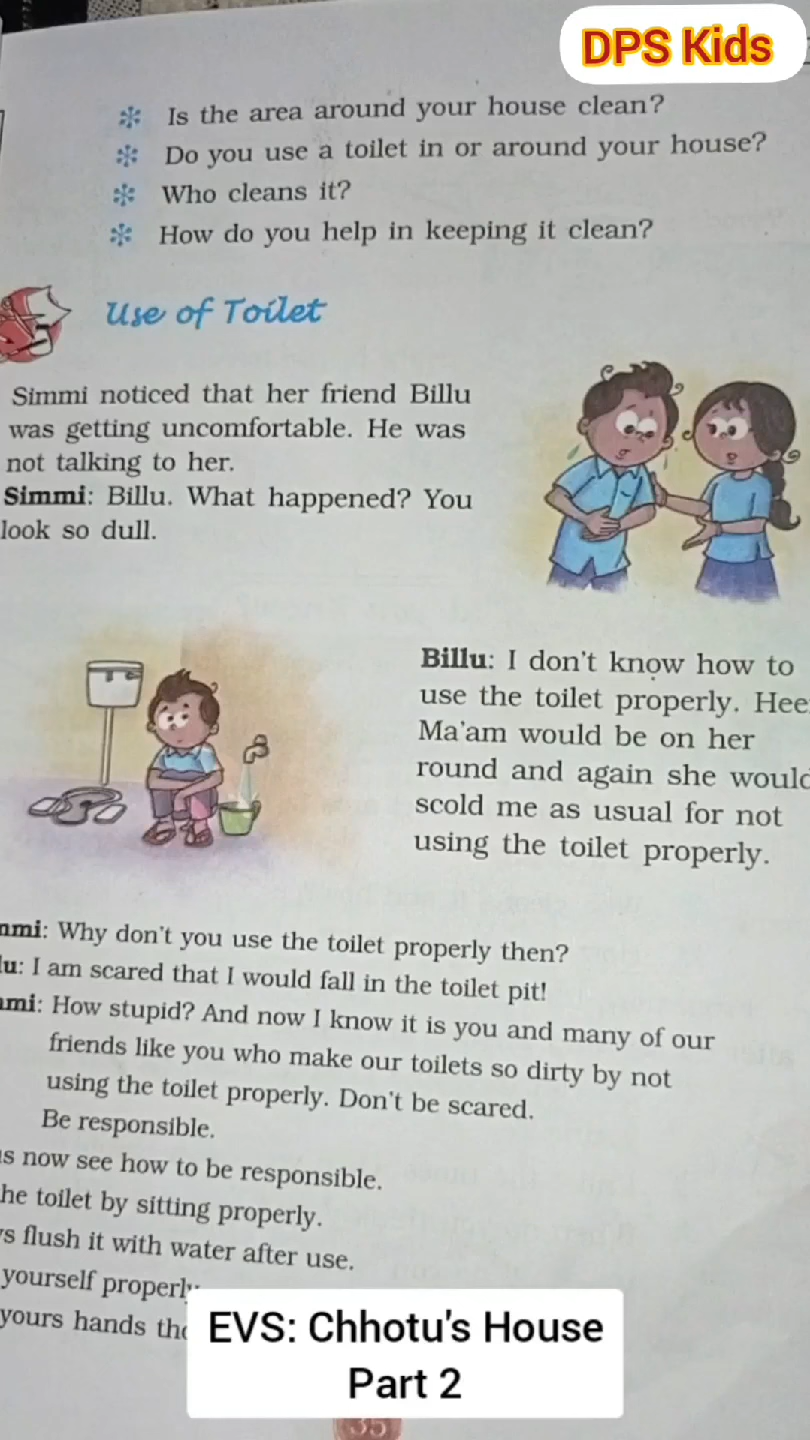 DPS Kids
Is the area around your house clean?
Do you use a toilet in or around your house?
Who cleans it?
How do you help in keeping it clean?
Use of Toilet
Simmi noticed that her friend Billu
was getting uncomfortable. He was
not talking to her.
Simmi: Billu. What happened? You
look so dull.
Billu: I don't know how to
use the toilet properly. Hee
Ma'am would be on her
round and again she would
scold me as usual for not
using the toilet properly.
mmi: Why don't you use the toilet properly then?
lu: I am scared that I would fall in the toilet pit!
mmi: How stupid? And now I know it is you and many of our
friends like you who make our toilets so dirty by not
using the toilet properly. Don't be scared.
Be responsible.
s now see how to be responsible.
he toilet by sitting properly.
s flush it with water after use.
yourself properly
yours hands tho
EVS: Chhotu's House
Part 2
35